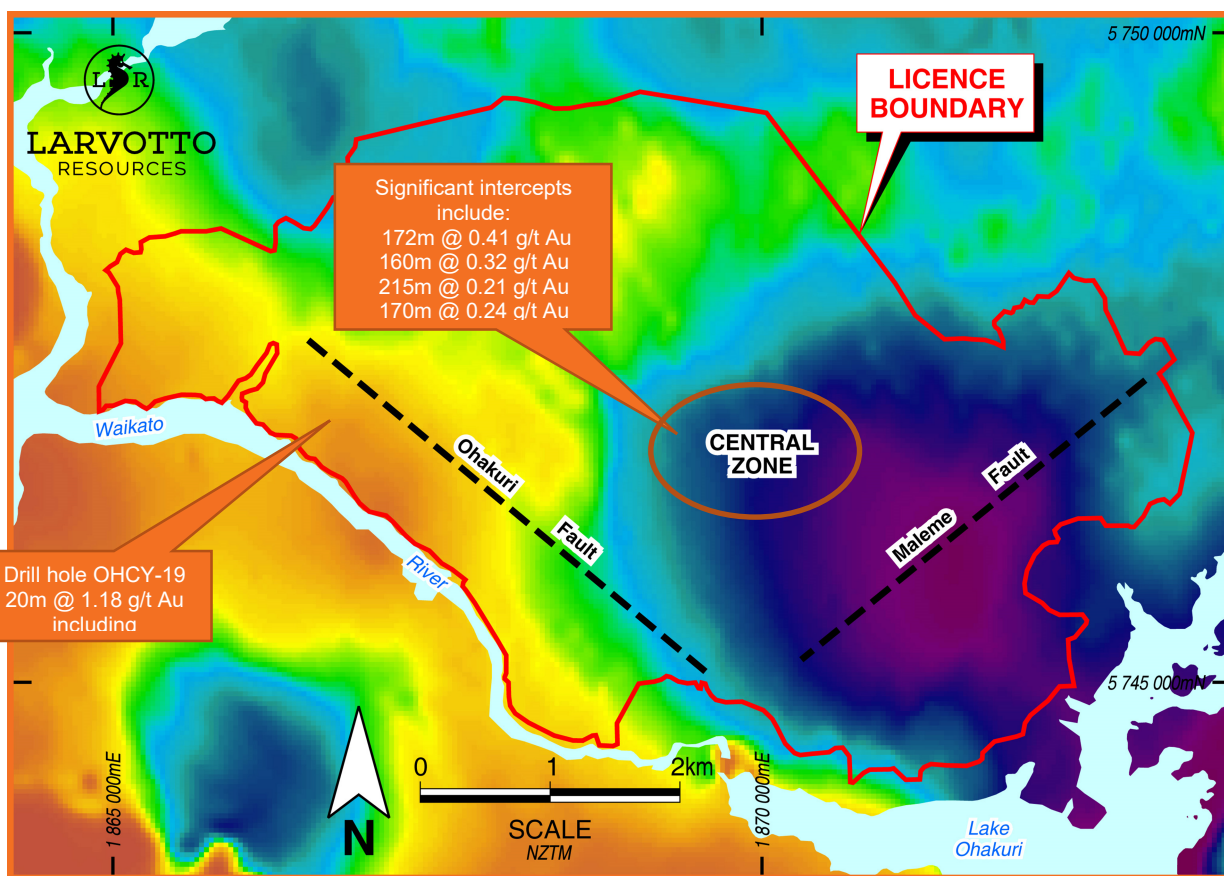 5 750 000mN
L R
LARVOTTO
RESOURCES
LICENCE
BOUNDARY
Significant intercepts
include:
172m @ 0.41 g/t Au
160m @ 0.32 g/t Au
215m @ 0.21 g/t Au
170m @ 0.24 g/t Au
Waikato
Ohakuri
Fault
CENTRAL
ZONE
Maleme
Fault
River
Drill hole OHCY-19
20m @ 1.18 g/t Au
including
5 745 000mN
1 865 000mE
1 870 000mE
0 1 2km
SCALE
NZTM
N
Lake
Ohakuri